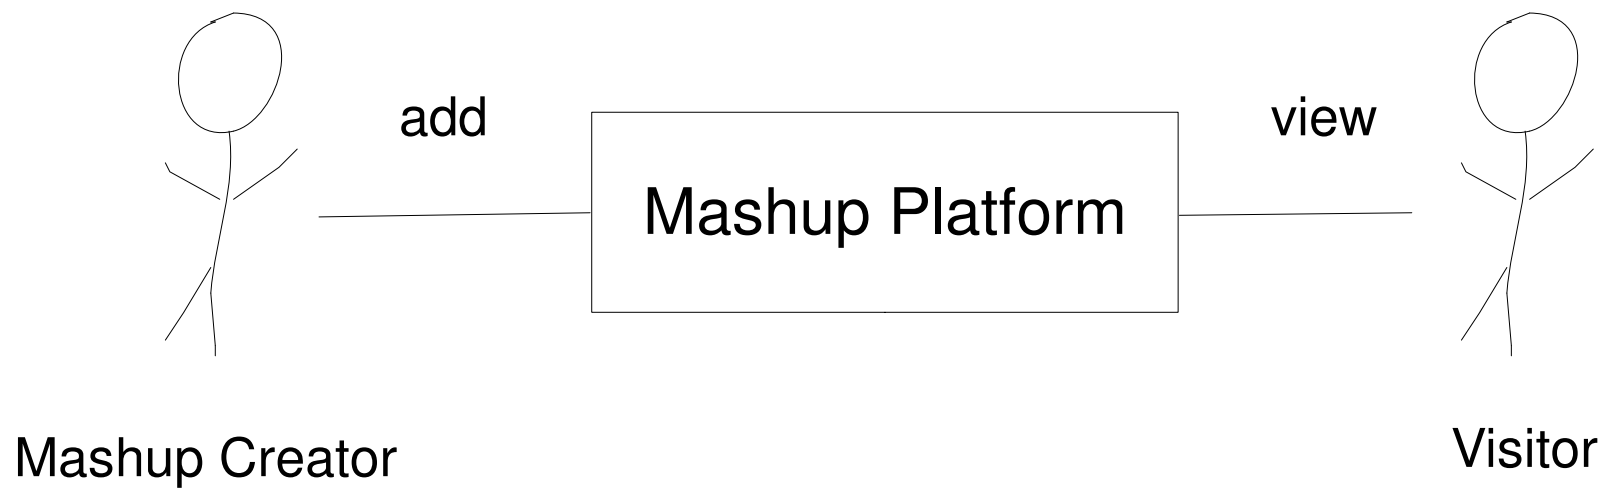 add
view
Mashup Platform
Mashup Creator
Visitor